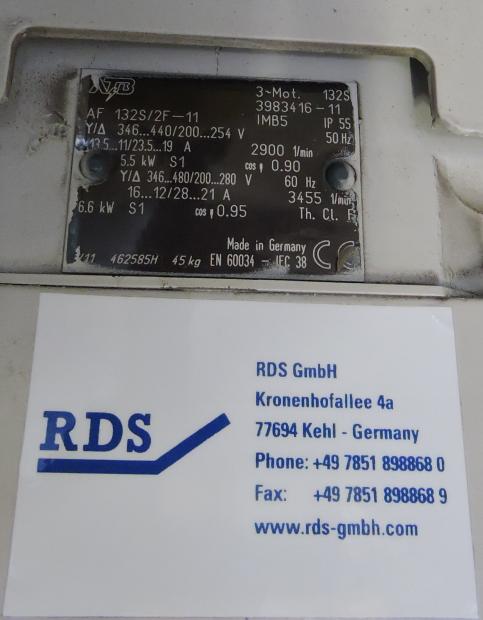 ATB 3~Mot. 132S
AF 132S/2F-11 3983416-11
IMB5 IP 55
Y/Δ 346...440/200...254 V 50 Hz
13.5...11/23.5...19 A 2900 1/min
5.5 kW S1 cos φ 0.90
Y/Δ 346...480/200...280 V 60 Hz
16...12/28...21 A 3455 1/min
6.6 kW S1 cos φ 0.95 Th. Cl. F
Made in Germany CE
/11 462585H 45 kg EN 60034 - IEC 38
RDS
RDS GmbH
Kronenhofallee 4a
77694 Kehl - Germany
Phone: +49 7851 898868 0
Fax: +49 7851 898868 9
www.rds-gmbh.com